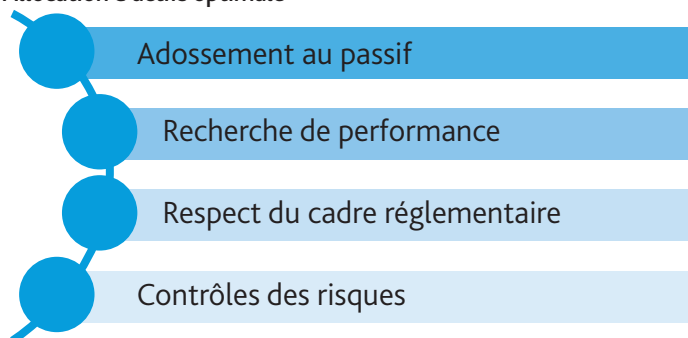 Adossement au passif
Recherche de performance
Respect du cadre réglementaire
Contrôles des risques